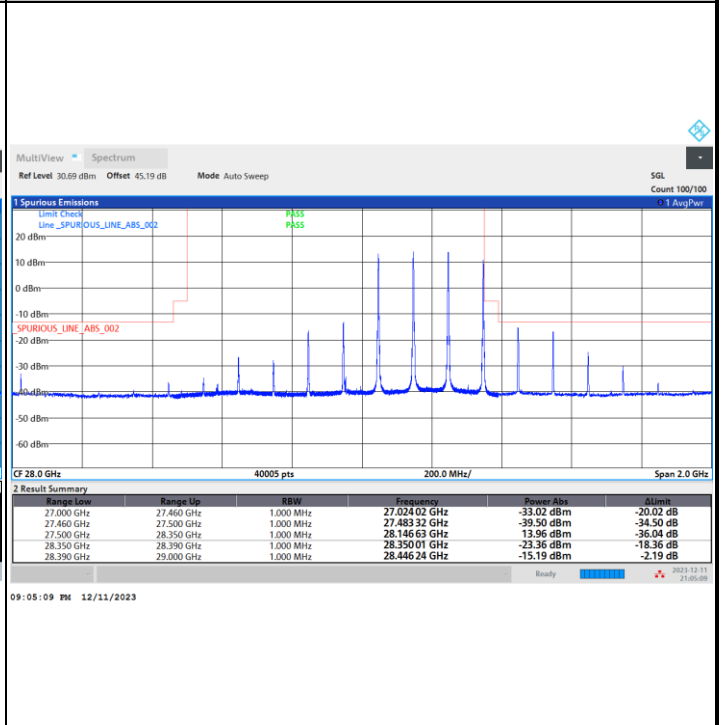 MultiView Spectrum
Ref Level 30.69 dBm Offset 45.19 dB Mode Auto Sweep SGL
Count 100/100
1 Spurious Emissions 1 AvgPwr
Limit Check PASS
Line _SPURIOUS_LINE_ABS_002 PASS
20 dBm
10 dBm
0 dBm
-10 dBm
_SPURIOUS_LINE_ABS_002
-20 dBm
-30 dBm
-40 dBm
-50 dBm
-60 dBm
CF 28.0 GHz 40005 pts 200.0 MHz/ Span 2.0 GHz
2 Result Summary
Range Low Range Up RBW Frequency Power Abs ΔLimit
27.000 GHz 27.460 GHz 1.000 MHz 27.024 02 GHz -33.02 dBm -20.02 dB
27.460 GHz 27.500 GHz 1.000 MHz 27.483 32 GHz -39.50 dBm -34.50 dB
27.500 GHz 28.350 GHz 1.000 MHz 28.146 63 GHz 13.96 dBm -36.04 dB
28.350 GHz 28.390 GHz 1.000 MHz 28.350 01 GHz -23.36 dBm -18.36 dB
28.390 GHz 29.000 GHz 1.000 MHz 28.446 24 GHz -15.19 dBm -2.19 dB
Ready 2023-12-11
21:05:09
09:05:09 PM 12/11/2023